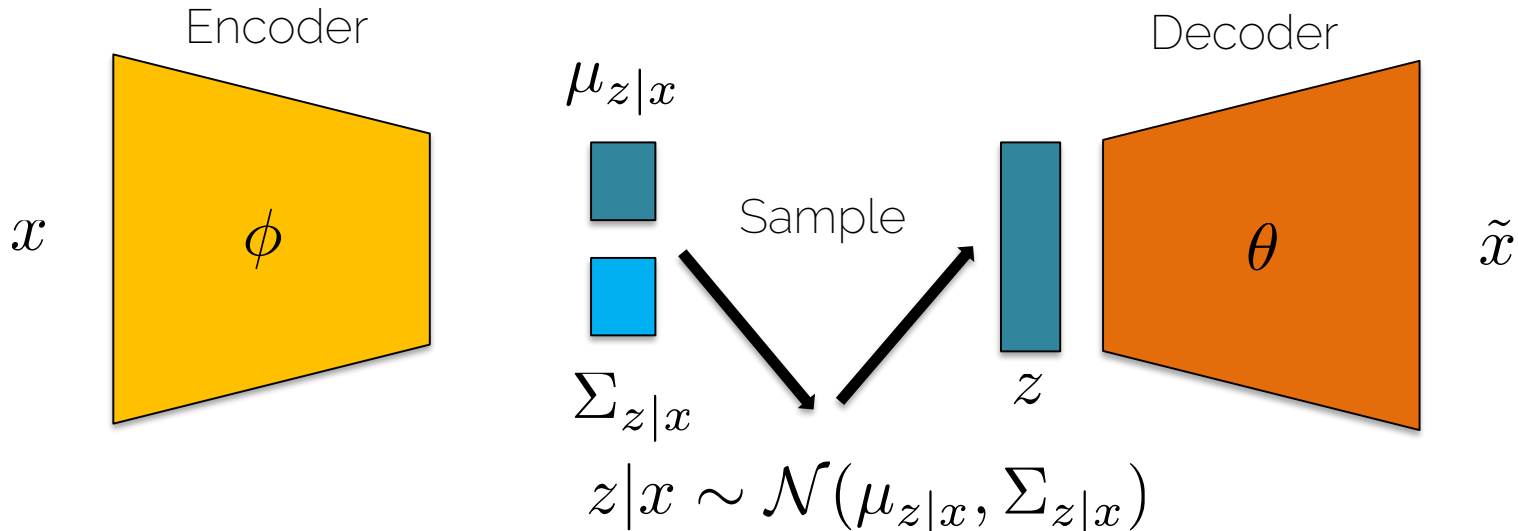 Encoder
Decoder
μ_{z|x}
x
ϕ
Sample
θ
x̃
Σ_{z|x}
z
z|x ∼ 𝒩(μ_{z|x}, Σ_{z|x})